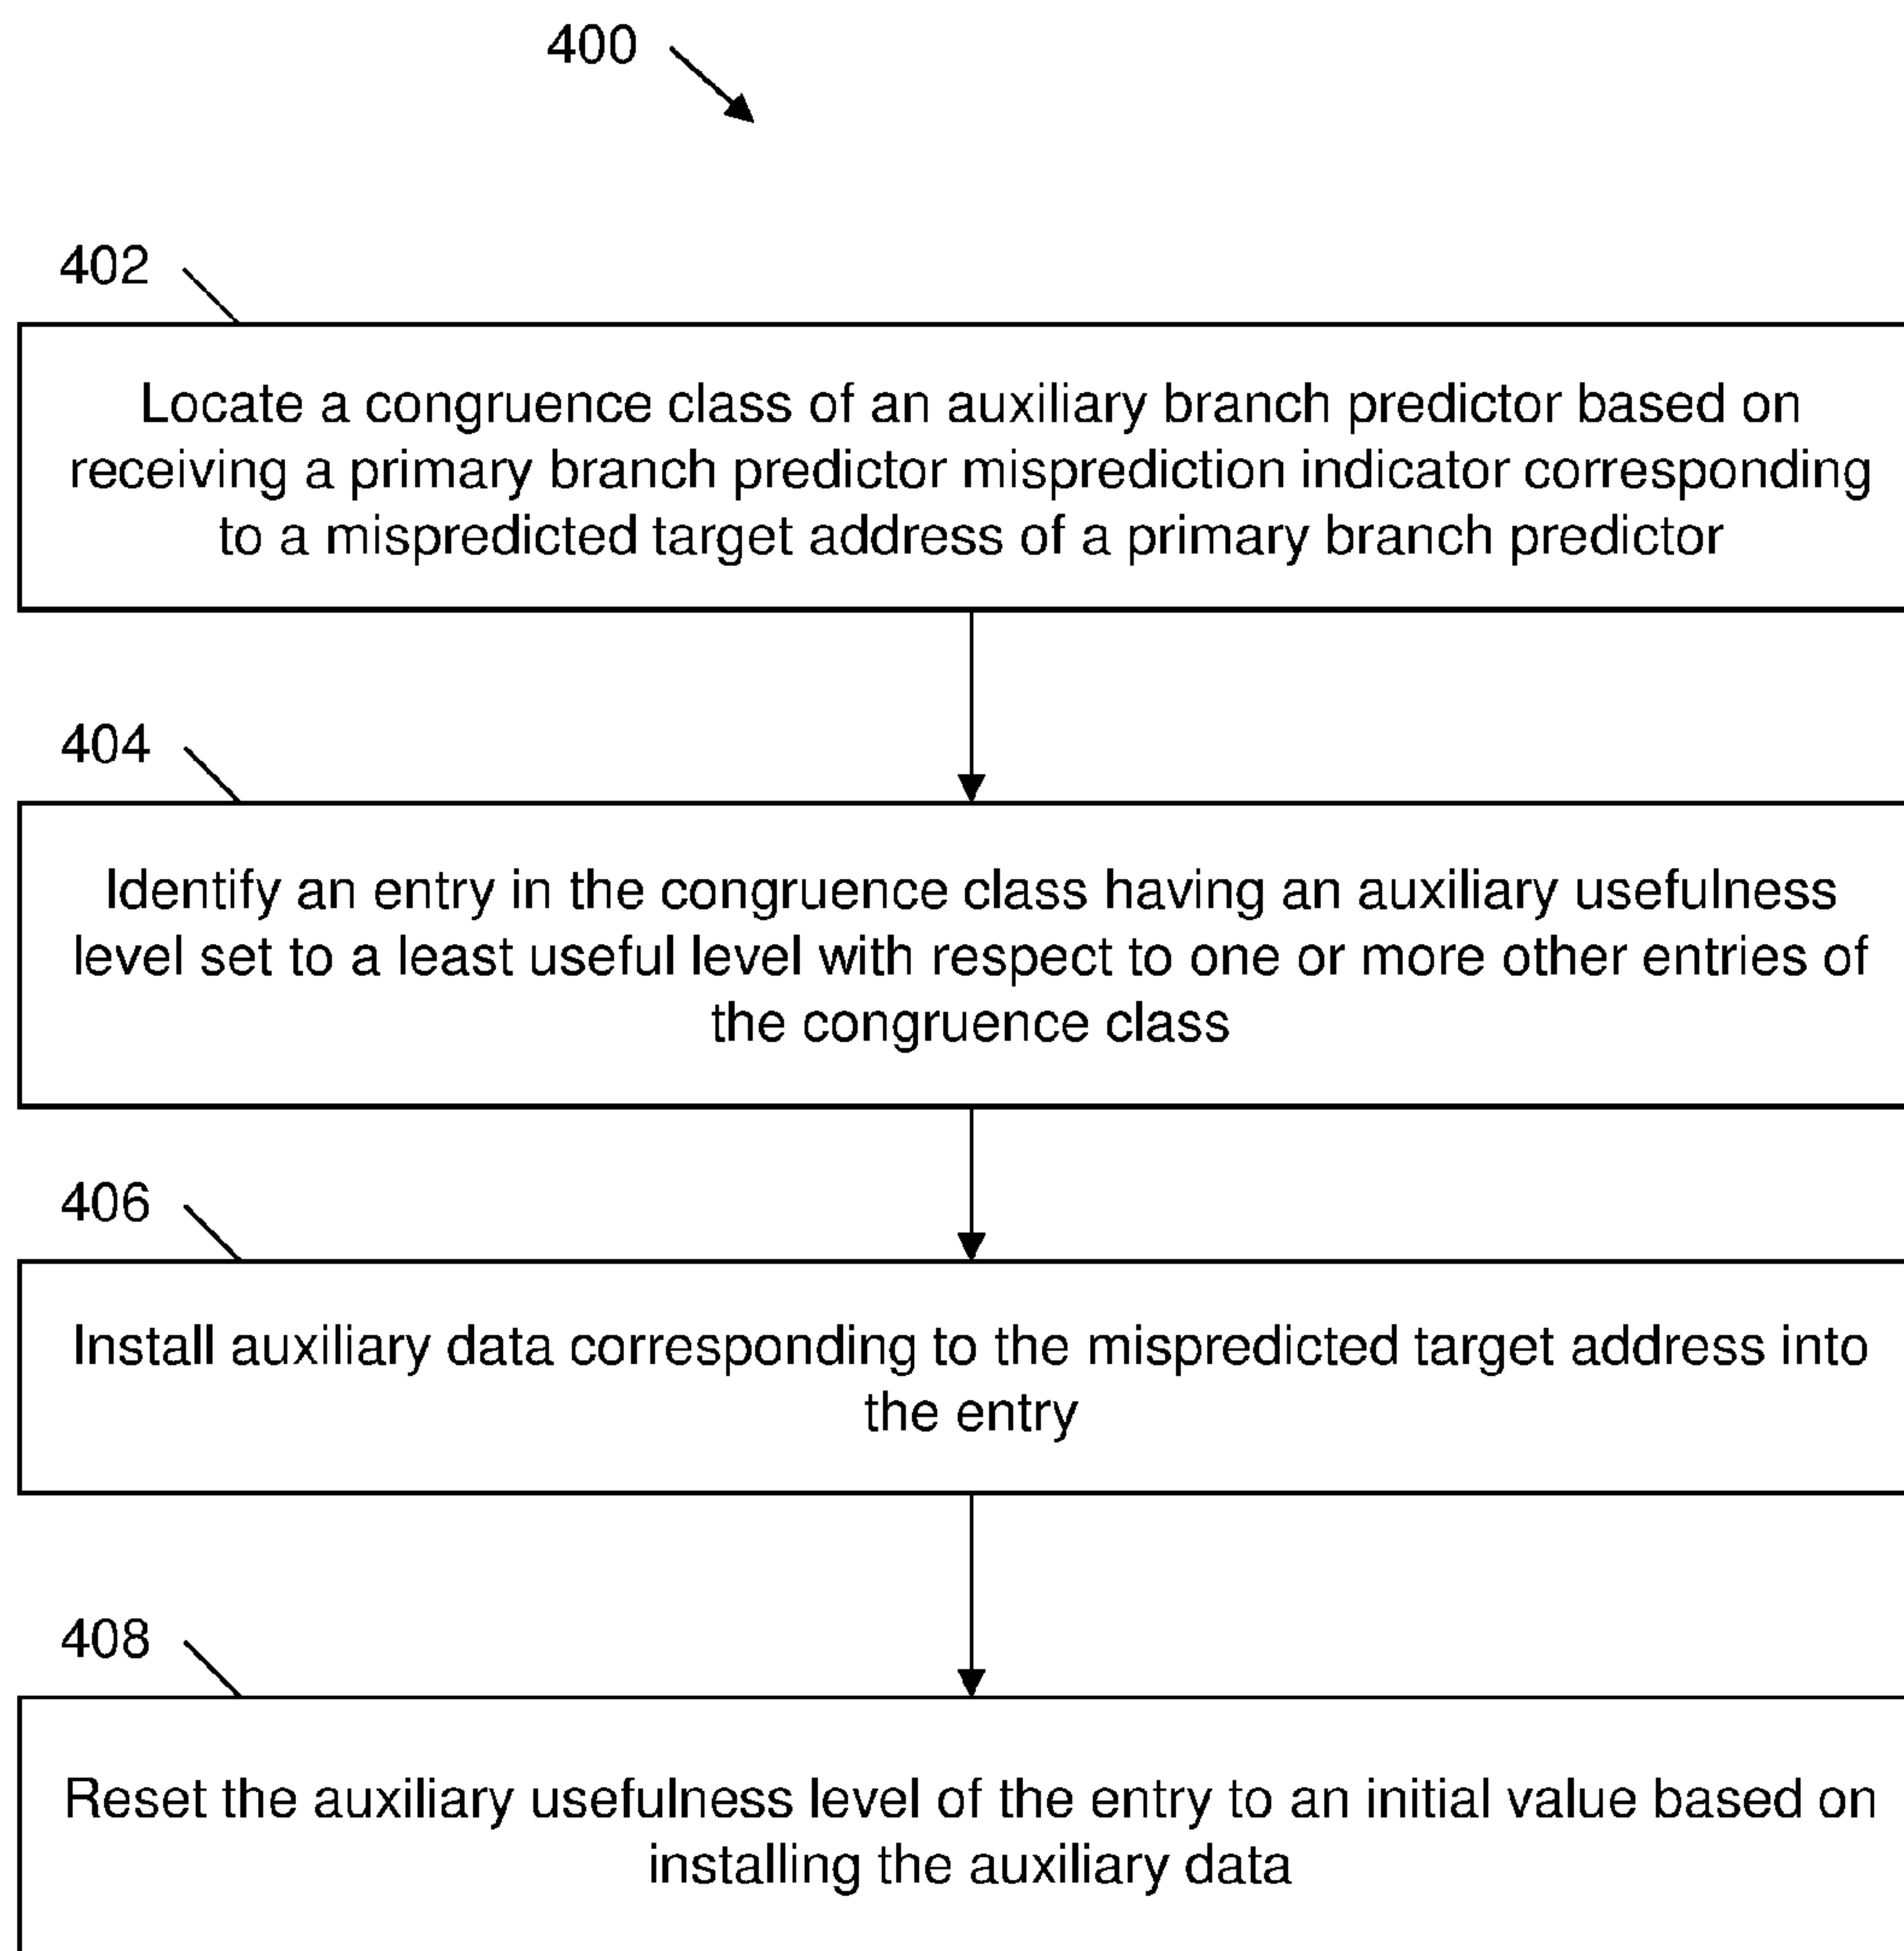 400
402
Locate a congruence class of an auxiliary branch predictor based on
receiving a primary branch predictor misprediction indicator corresponding
to a mispredicted target address of a primary branch predictor
404
Identify an entry in the congruence class having an auxiliary usefulness
level set to a least useful level with respect to one or more other entries of
the congruence class
406
Install auxiliary data corresponding to the mispredicted target address into
the entry
408
Reset the auxiliary usefulness level of the entry to an initial value based on
installing the auxiliary data